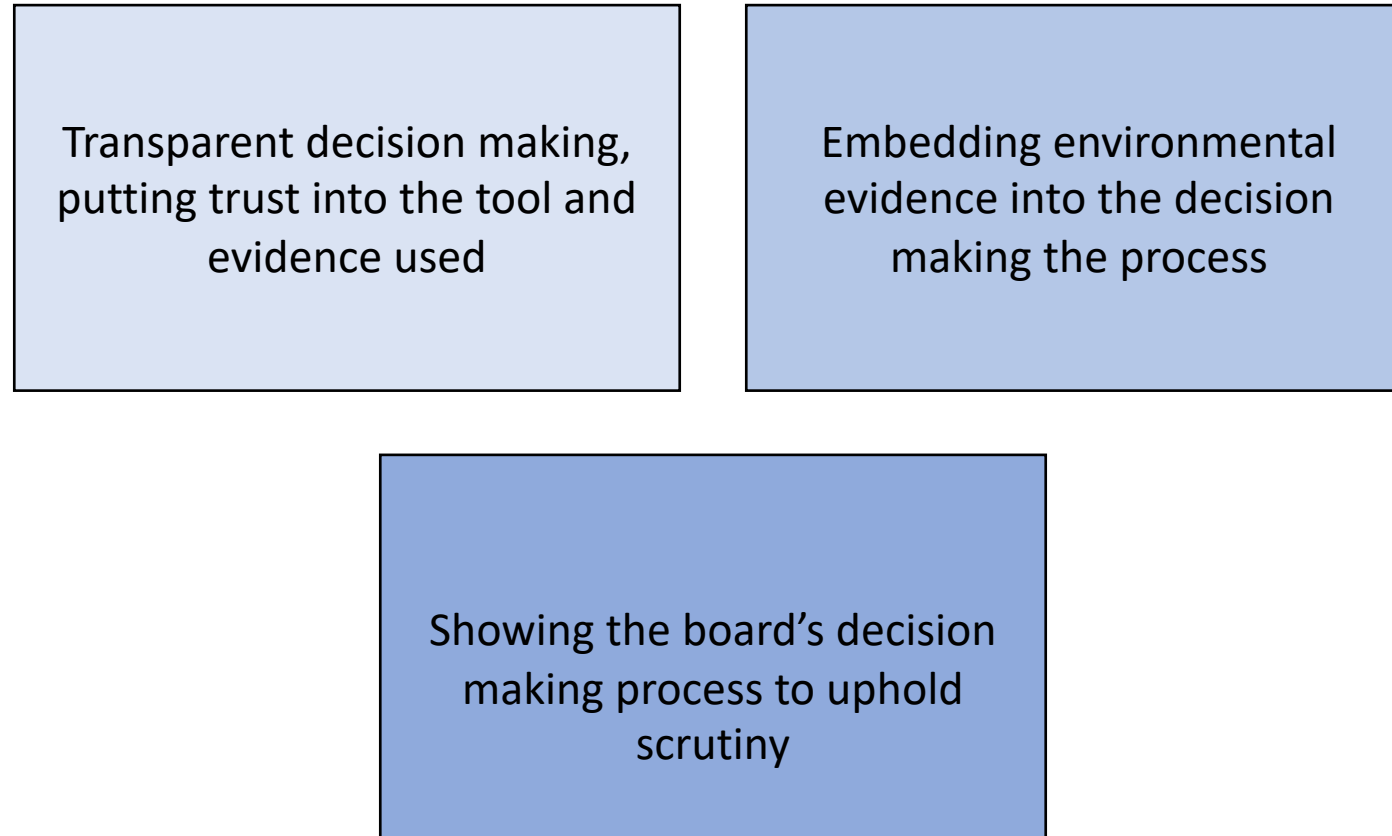 Transparent decision making,
putting trust into the tool and
evidence used
Embedding environmental
evidence into the decision
making the process
Showing the board’s decision
making process to uphold
scrutiny